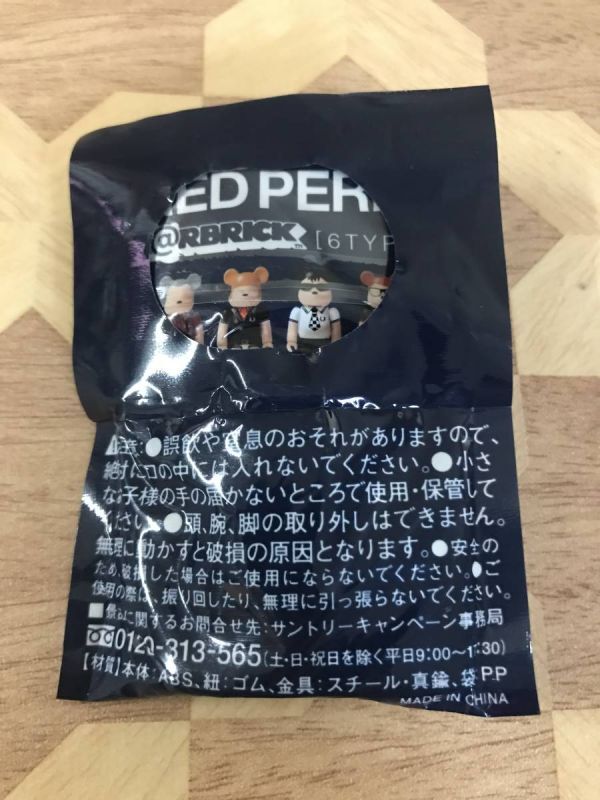 ED PER
@RBRICK TM [6TYP
注:●誤飲や窒息のおそれがありますので、
絶対に口の中には入れないでください。●小さ
なお子様の手の届かないところで使用・保管して
ください。●頭、腕、脚の取り外しはできません。
無理に動かすと破損の原因となります。●安全の
ため、破損した場合はご使用にならないでください。●ご
使用の際は、振り回したり、無理に引っ張らないでください。
■景品に関するお問合せ先:サントリーキャンペーン事務局
0120-313-565(土・日・祝日を除く平日9:00〜1:30)
【材質】本体:ABS、紐:ゴム、金具:スチール・真鍮、袋P.P
MADE IN CHINA